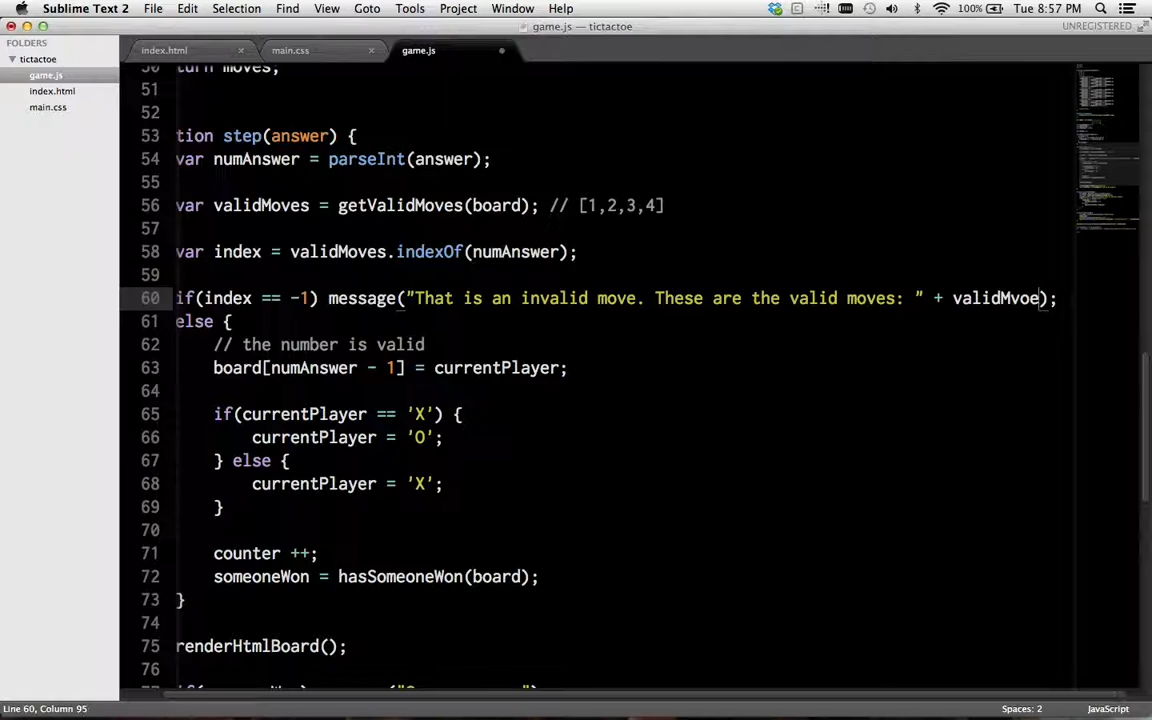 Sublime Text 2 File Edit Selection Find View Goto Tools Project Window Help 100% Tue 8:57 PM
game.js — tictactoe UNREGISTERED
FOLDERS
tictactoe
game.js
index.html
main.css
index.html × main.css × game.js
50 turn moves;
51
52
53 tion step(answer) {
54 var numAnswer = parseInt(answer);
55
56 var validMoves = getValidMoves(board); // [1,2,3,4]
57
58 var index = validMoves.indexOf(numAnswer);
59
60 if(index == -1) message("That is an invalid move. These are the valid moves: " + validMvoe);
61 else {
62 // the number is valid
63 board[numAnswer - 1] = currentPlayer;
64
65 if(currentPlayer == 'X') {
66 currentPlayer = 'O';
67 } else {
68 currentPlayer = 'X';
69 }
70
71 counter ++;
72 someoneWon = hasSomeoneWon(board);
73 }
74
75 renderHtmlBoard();
76
Line 60, Column 95 Spaces: 2 JavaScript